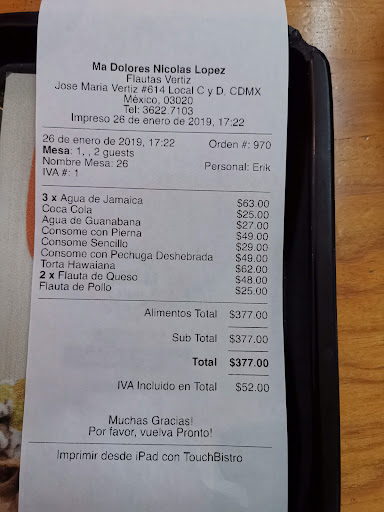 Ma Dolores Nicolas Lopez
Flautas Vertiz
Jose Maria Vertiz #614 Local C y D, CDMX
México, 03020
Tel: 3622.7103
Impreso 26 de enero de 2019, 17:22
26 de enero de 2019, 17:22 Orden #: 970
Mesa: 1, , 2 guests
Nombre Mesa: 26 Personal: Erik
IVA #: 1
3 x Agua de Jamaica $63.00
Coca Cola $25.00
Agua de Guanabana $27.00
Consome con Pierna $49.00
Consome Sencillo $29.00
Consome con Pechuga Deshebrada $49.00
Torta Hawaiana $62.00
2 x Flauta de Queso $48.00
Flauta de Pollo $25.00
Alimentos Total $377.00
Sub Total $377.00
Total $377.00
IVA Incluido en Total $52.00
Muchas Gracias!
Por favor, vuelva Pronto!
Imprimir desde iPad con TouchBistro